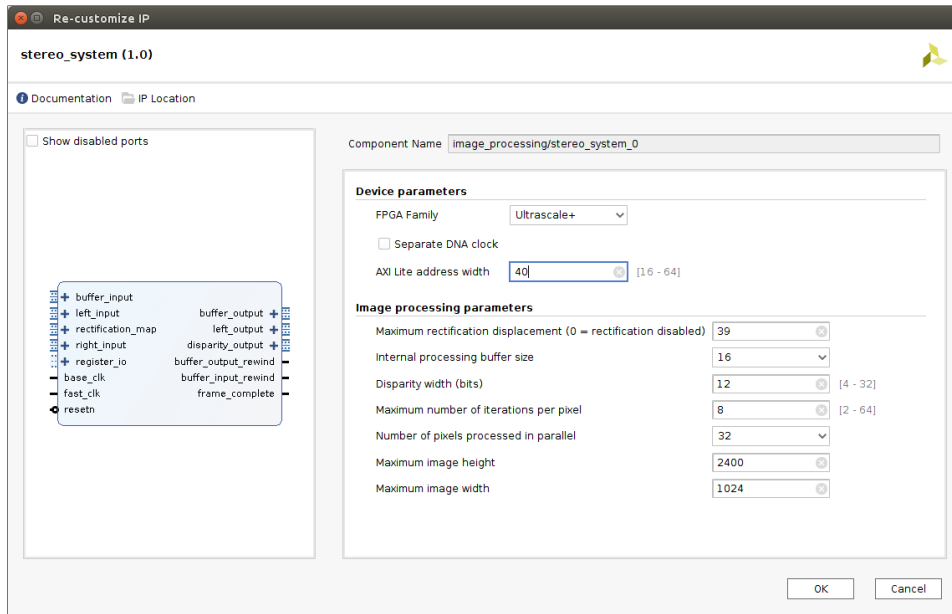 Re-customize IP
stereo_system (1.0)
Documentation IP Location
Show disabled ports
buffer_input
left_input
rectification_map
right_input
register_io
base_clk
fast_clk
resetn
buffer_output
left_output
disparity_output
buffer_output_rewind
buffer_input_rewind
frame_complete
Component Name image_processing/stereo_system_0
Device parameters
FPGA Family Ultrascale+
Separate DNA clock
AXI Lite address width 40 [16 - 64]
Image processing parameters
Maximum rectification displacement (0 = rectification disabled) 39
Internal processing buffer size 16
Disparity width (bits) 12 [4 - 32]
Maximum number of iterations per pixel 8 [2 - 64]
Number of pixels processed in parallel 32
Maximum image height 2400
Maximum image width 1024
OK Cancel